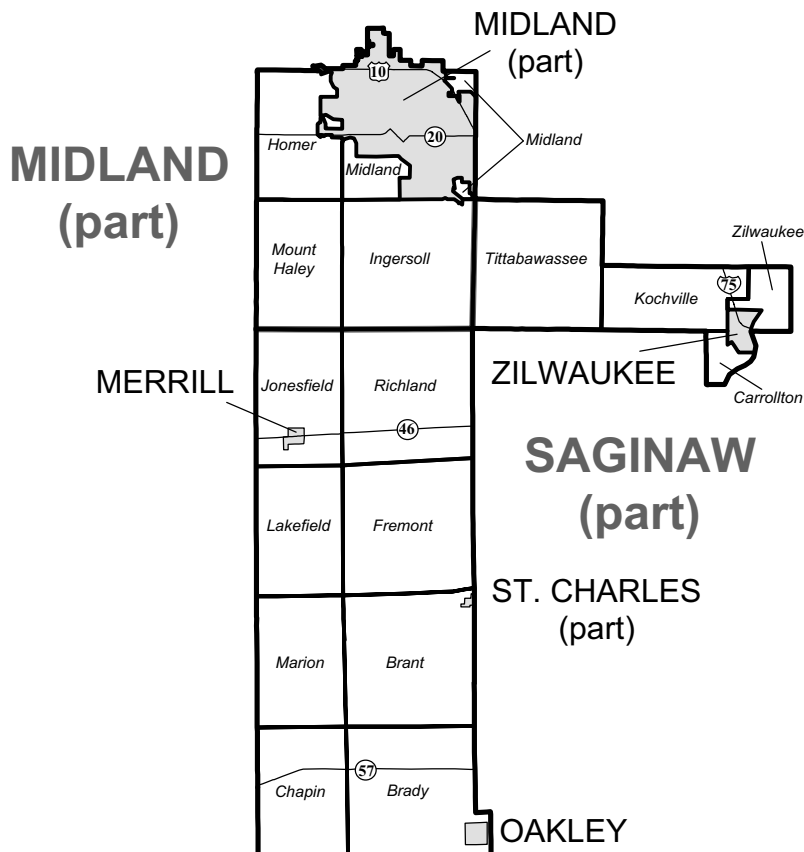 MIDLAND
(part)
10
20
Midland
Homer
Midland
MIDLAND
(part)
Mount
Haley
Ingersoll
Tittabawassee
Zilwaukee
75
Kochville
MERRILL
Jonesfield
Richland
ZILWAUKEE
Carrollton
46
SAGINAW
(part)
Lakefield
Fremont
ST. CHARLES
(part)
Marion
Brant
57
Chapin
Brady
OAKLEY